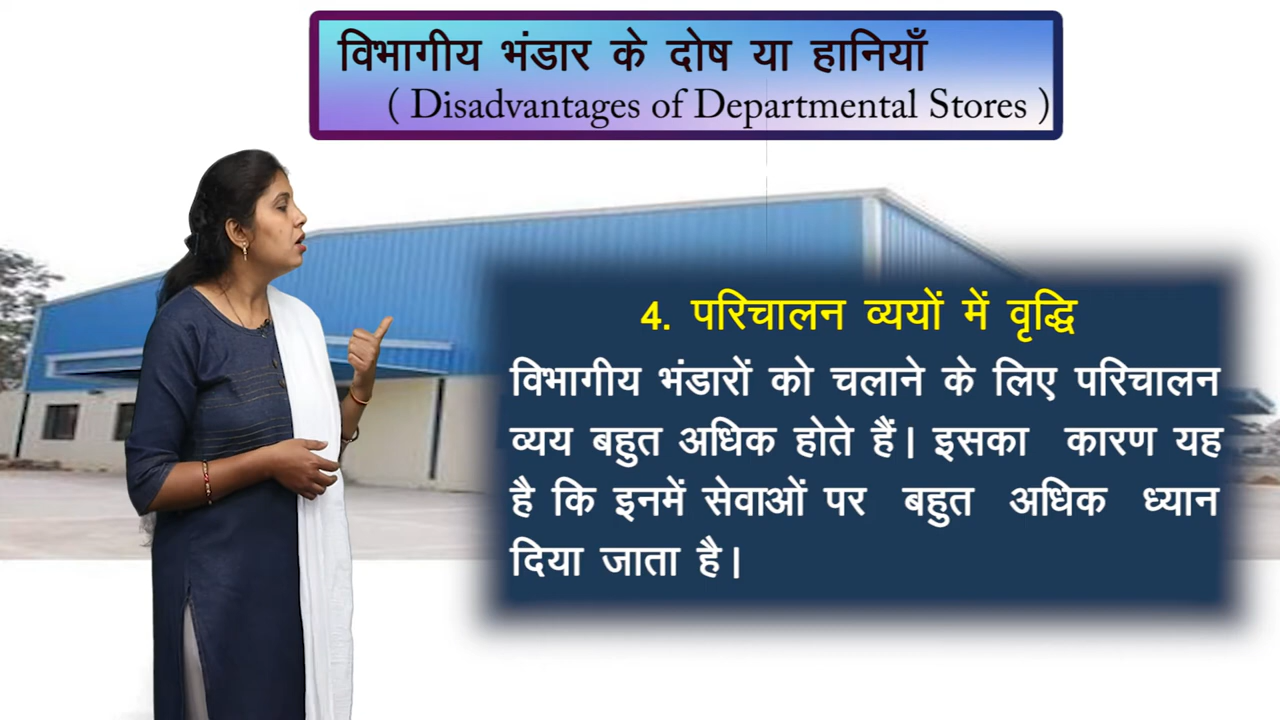 विभागीय भंडार के दोष या हानियाँ
( Disadvantages of Departmental Stores )
4. परिचालन व्ययों में वृद्धि
विभागीय भंडारों को चलाने के लिए परिचालन
व्यय बहुत अधिक होते हैं। इसका कारण यह
है कि इनमें सेवाओं पर बहुत अधिक ध्यान
दिया जाता है।